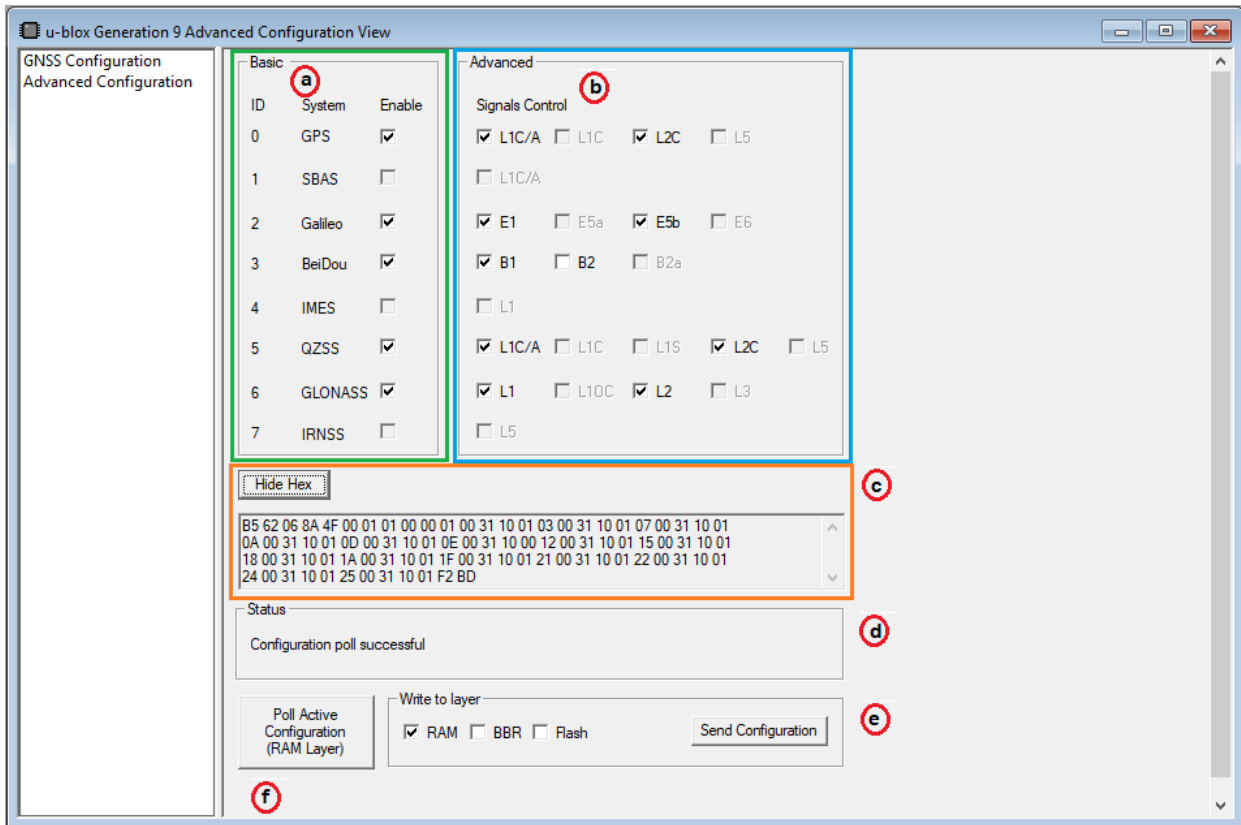 u-blox Generation 9 Advanced Configuration View
GNSS Configuration
Advanced Configuration
Basic
a
ID System Enable
0 GPS
1 SBAS
2 Galileo
3 BeiDou
4 IMES
5 QZSS
6 GLONASS
7 IRNSS
Advanced
b
Signals Control
L1C/A L1C L2C L5
L1C/A
E1 E5a E5b E6
B1 B2 B2a
L1
L1C/A L1C L1S L2C L5
L1 L1OC L2 L3
L5
Hide Hex
c
B5 62 06 8A 4F 00 01 01 00 00 01 00 31 10 01 03 00 31 10 01 07 00 31 10 01
0A 00 31 10 01 0D 00 31 10 01 0E 00 31 10 00 12 00 31 10 01 15 00 31 10 01
18 00 31 10 01 1A 00 31 10 01 1F 00 31 10 01 21 00 31 10 01 22 00 31 10 01
24 00 31 10 01 25 00 31 10 01 F2 BD
Status
d
Configuration poll successful
Poll Active
Configuration
(RAM Layer)
Write to layer
RAM BBR Flash
Send Configuration
e
f